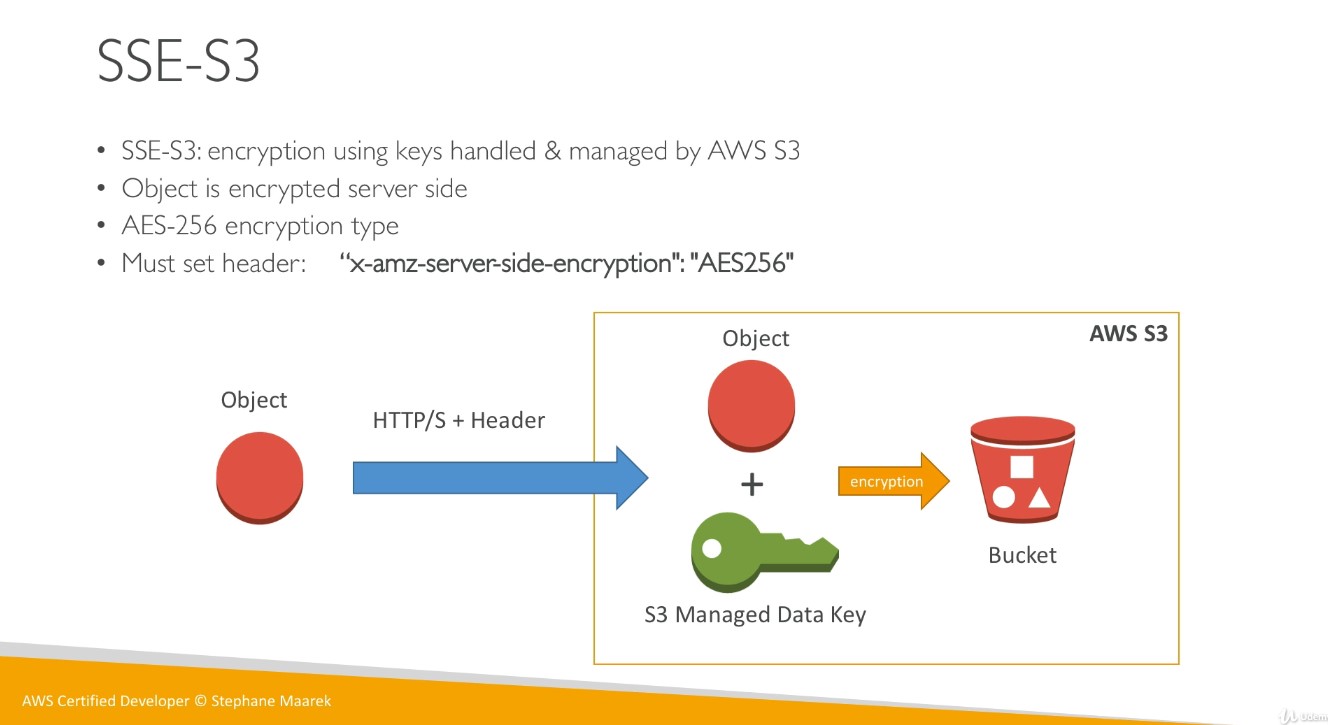 SSE-S3
• SSE-S3: encryption using keys handled & managed by AWS S3
• Object is encrypted server side
• AES-256 encryption type
• Must set header: “x-amz-server-side-encryption": "AES256"
AWS S3
Object
Object
HTTP/S + Header
+
encryption
Bucket
S3 Managed Data Key
AWS Certified Developer © Stephane Maarek
Udemy